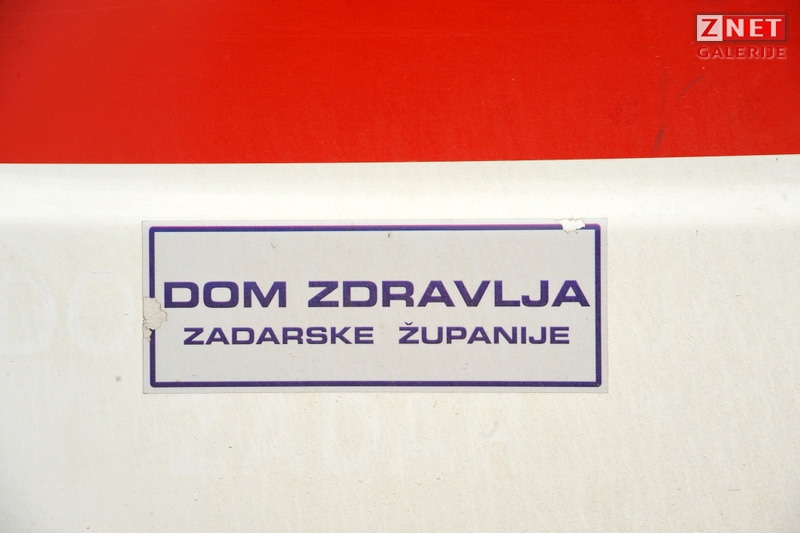 ZNET
GALERIJE
DOM ZDRAVLJA
ZADARSKE ŽUPANIJE